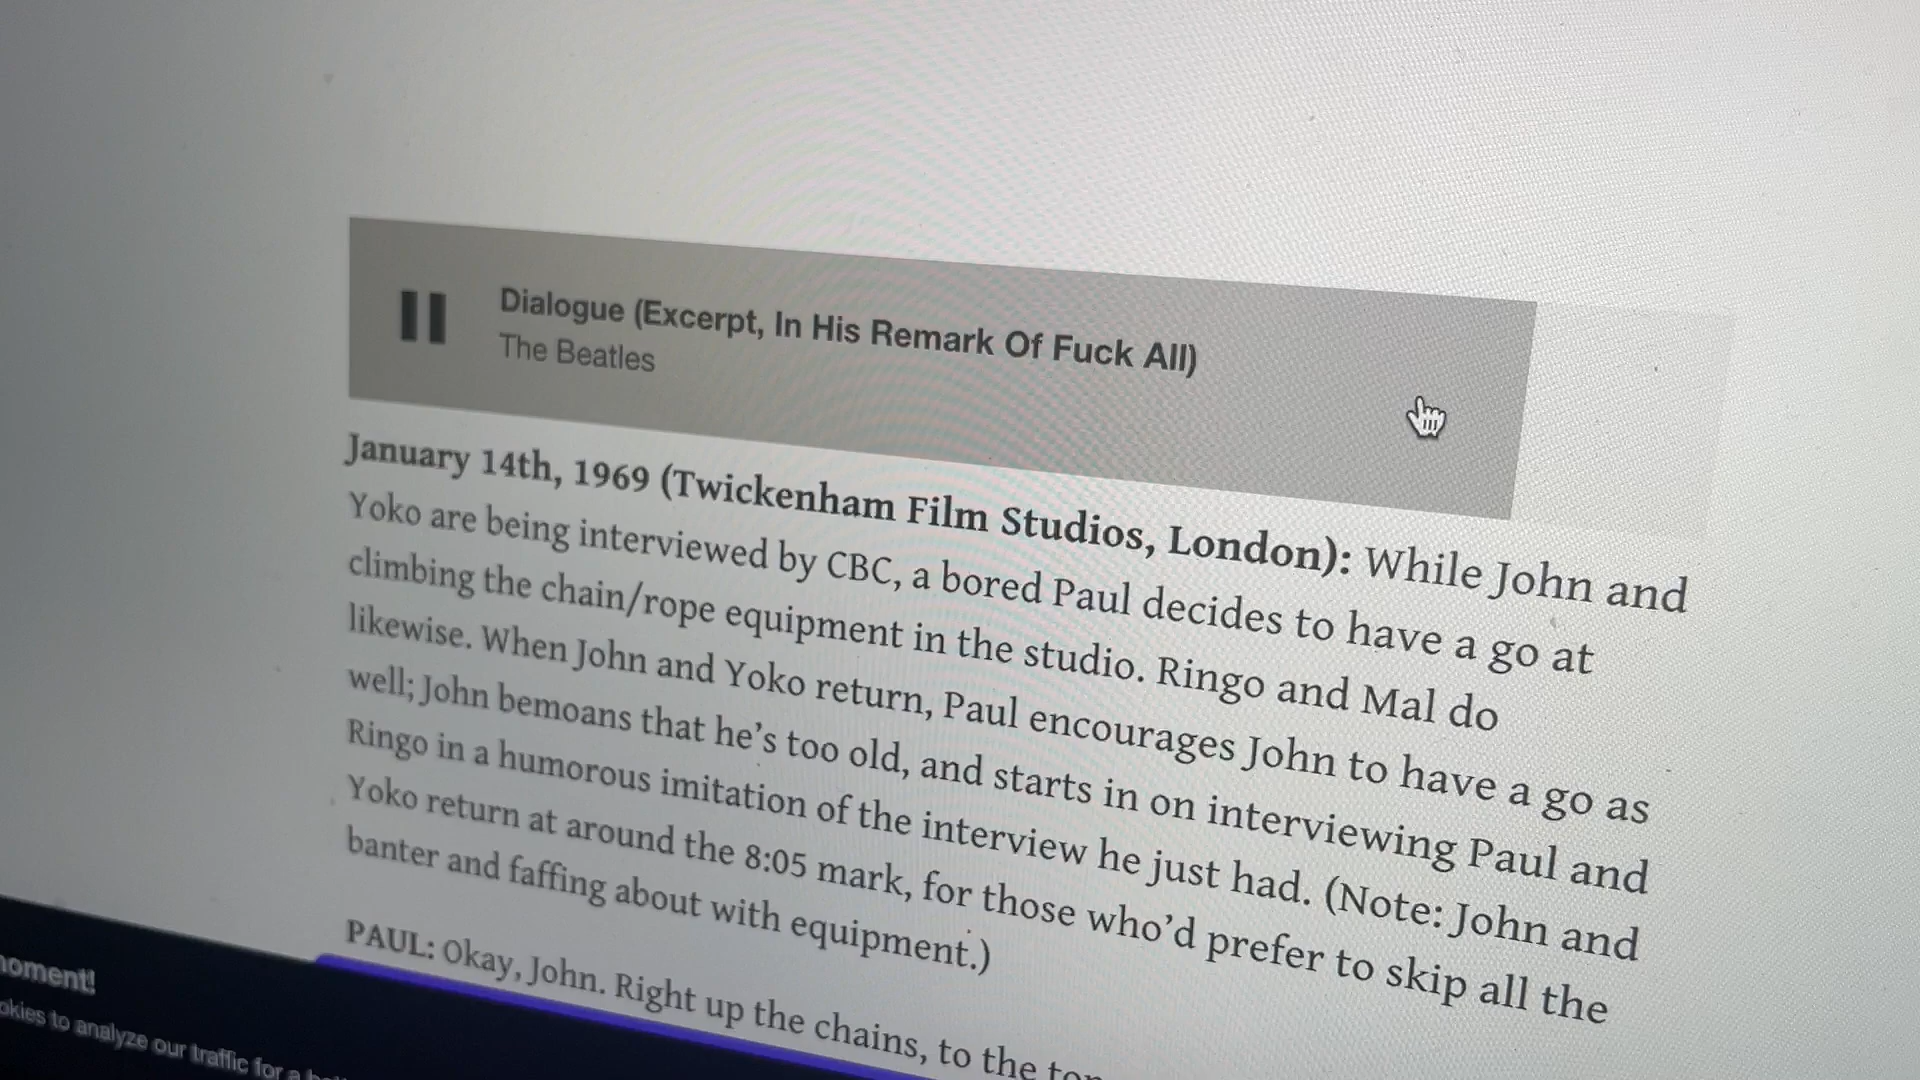 Dialogue (Excerpt, In His Remark Of Fuck All)
The Beatles
January 14th, 1969 (Twickenham Film Studios, London): While John and
Yoko are being interviewed by CBC, a bored Paul decides to have a go at
climbing the chain/rope equipment in the studio. Ringo and Mal do
likewise. When John and Yoko return, Paul encourages John to have a go as
well; John bemoans that he’s too old, and starts in on interviewing Paul and
Ringo in a humorous imitation of the interview he just had. (Note: John and
Yoko return at around the 8:05 mark, for those who’d prefer to skip all the
banter and faffing about with equipment.)
PAUL: Okay, John. Right up the chains, to the
oment!
okies to analyze our traffic for a